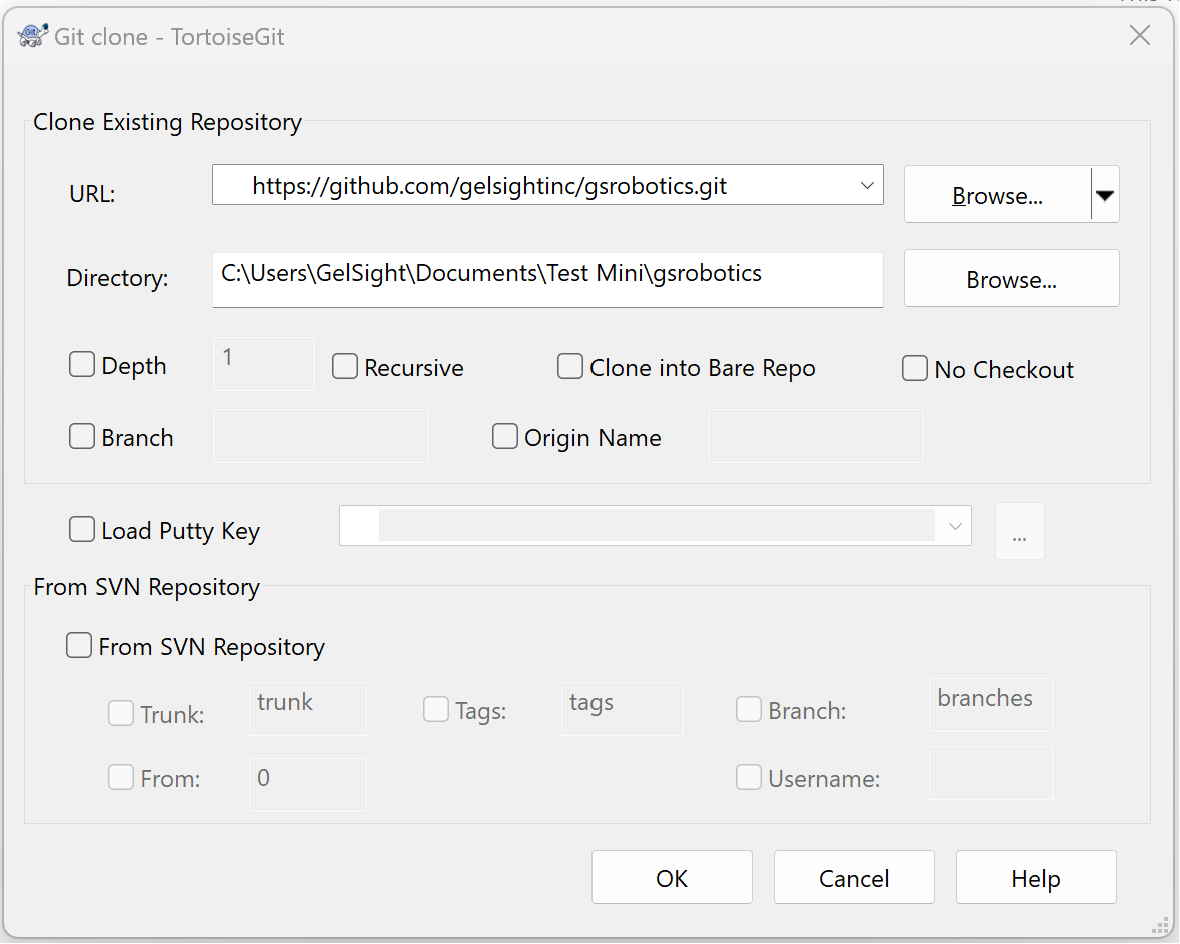 Git clone - TortoiseGit
Clone Existing Repository
URL: https://github.com/gelsightinc/gsrobotics.git Browse...
Directory: C:\Users\GelSight\Documents\Test Mini\gsrobotics Browse...
Depth 1 Recursive Clone into Bare Repo No Checkout
Branch Origin Name
Load Putty Key ...
From SVN Repository
From SVN Repository
Trunk: trunk Tags: tags Branch: branches
From: 0 Username:
OK Cancel Help